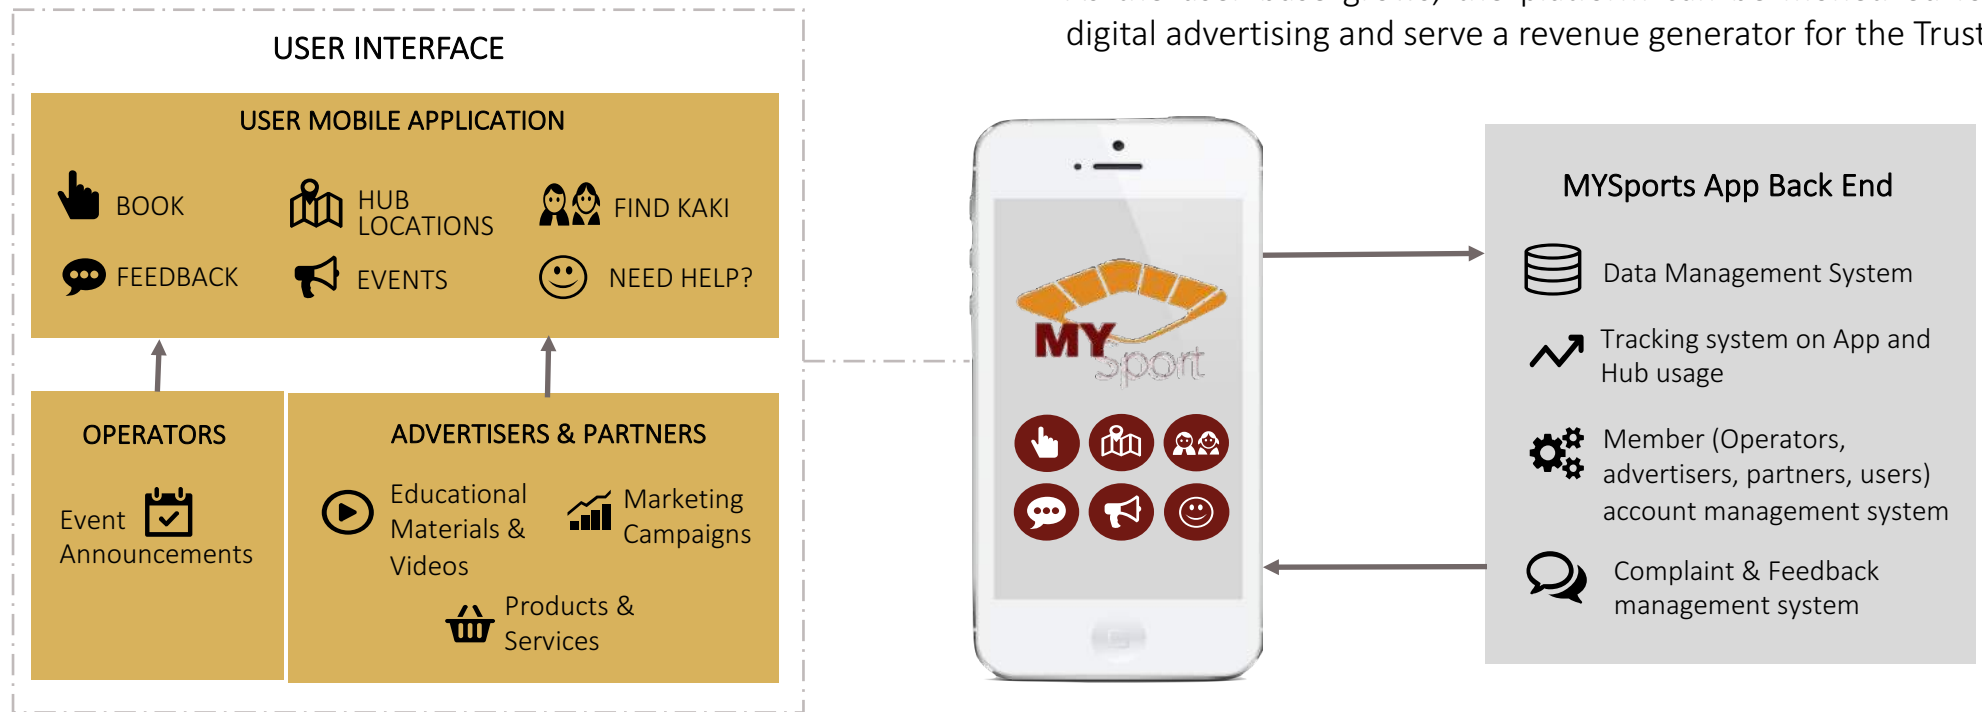 digital advertising and serve a revenue generator for the Trust
USER INTERFACE
USER MOBILE APPLICATION
BOOK
HUB
LOCATIONS
FIND KAKI
FEEDBACK
EVENTS
NEED HELP?
OPERATORS
Event
Announcements
ADVERTISERS & PARTNERS
Educational
Materials &
Videos
Marketing
Campaigns
Products &
Services
MY
Sport
MYSports App Back End
Data Management System
Tracking system on App and
Hub usage
Member (Operators,
advertisers, partners, users)
account management system
Complaint & Feedback
management system